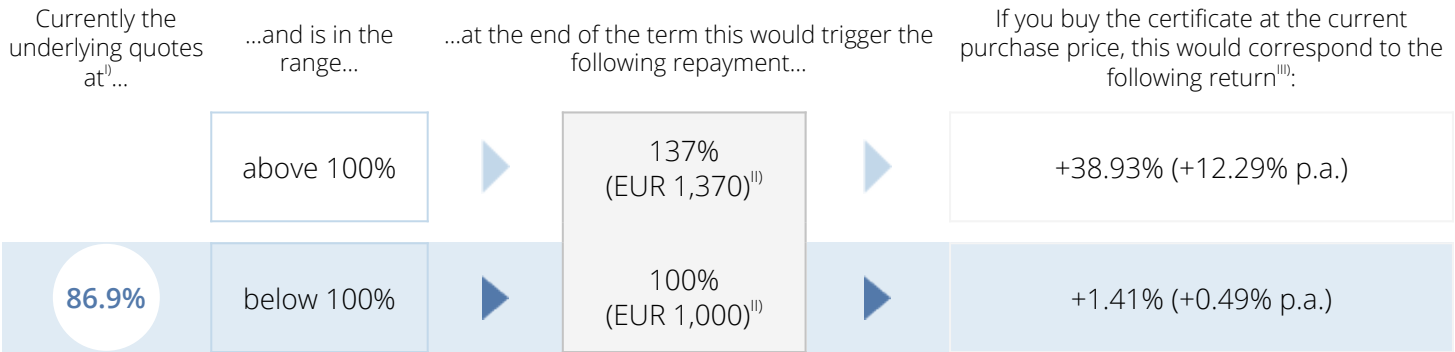 Currently the
underlying quotes
at^I)...
...and is in the
range...
...at the end of the term this would trigger the
following repayment...
If you buy the certificate at the current
purchase price, this would correspond to the
following return^III):
above 100%
137%
(EUR 1,370)^II)
+38.93% (+12.29% p.a.)
86.9%
below 100%
100%
(EUR 1,000)^II)
+1.41% (+0.49% p.a.)